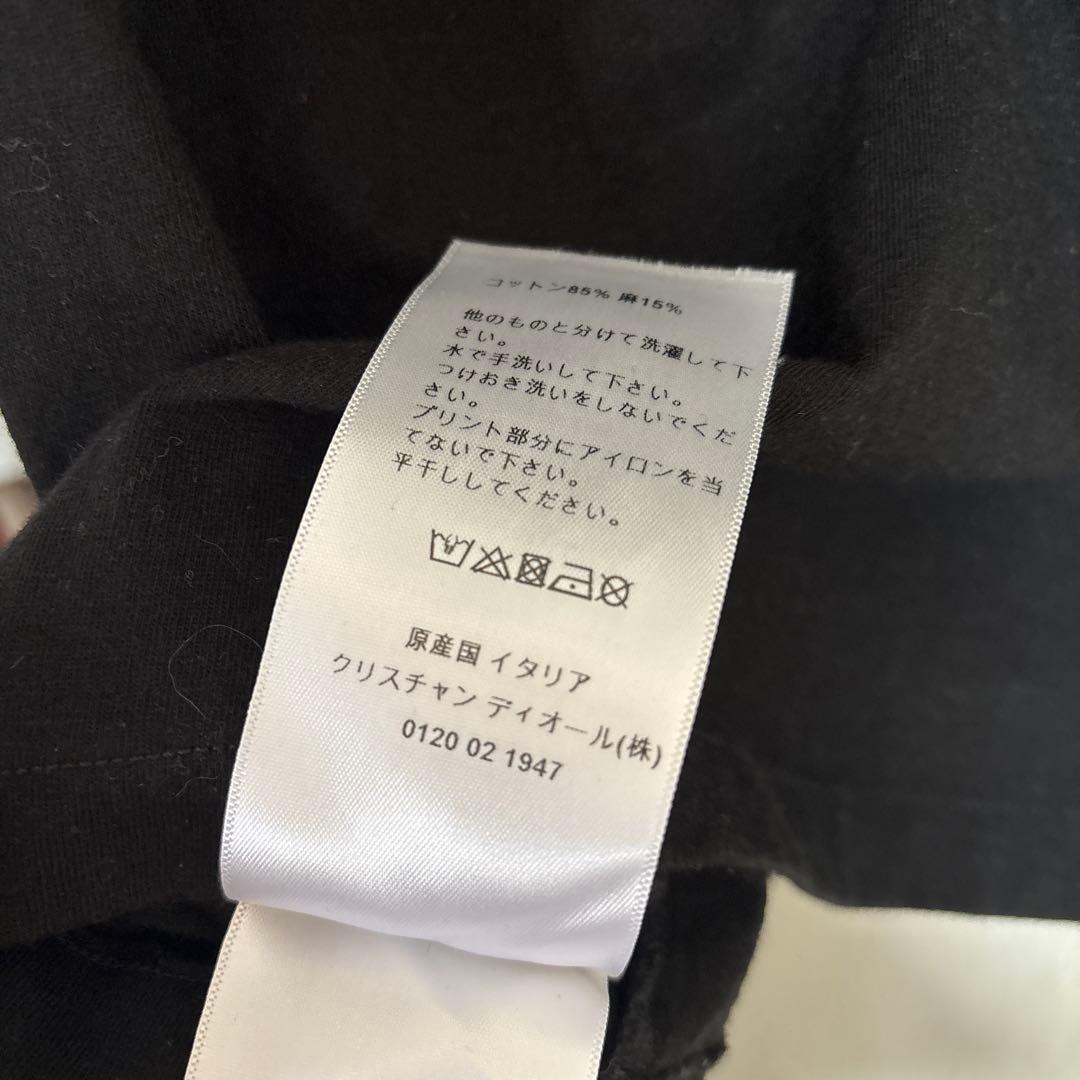 コットン85% 麻15%
他のものと分けて洗濯して下
さい。
水で手洗いして下さい。
つけおき洗いをしないでくだ
さい。
プリント部分にアイロンを当
てないで下さい。
平干ししてください。
原産国 イタリア
クリスチャン ディオール(株)
0120 02 1947